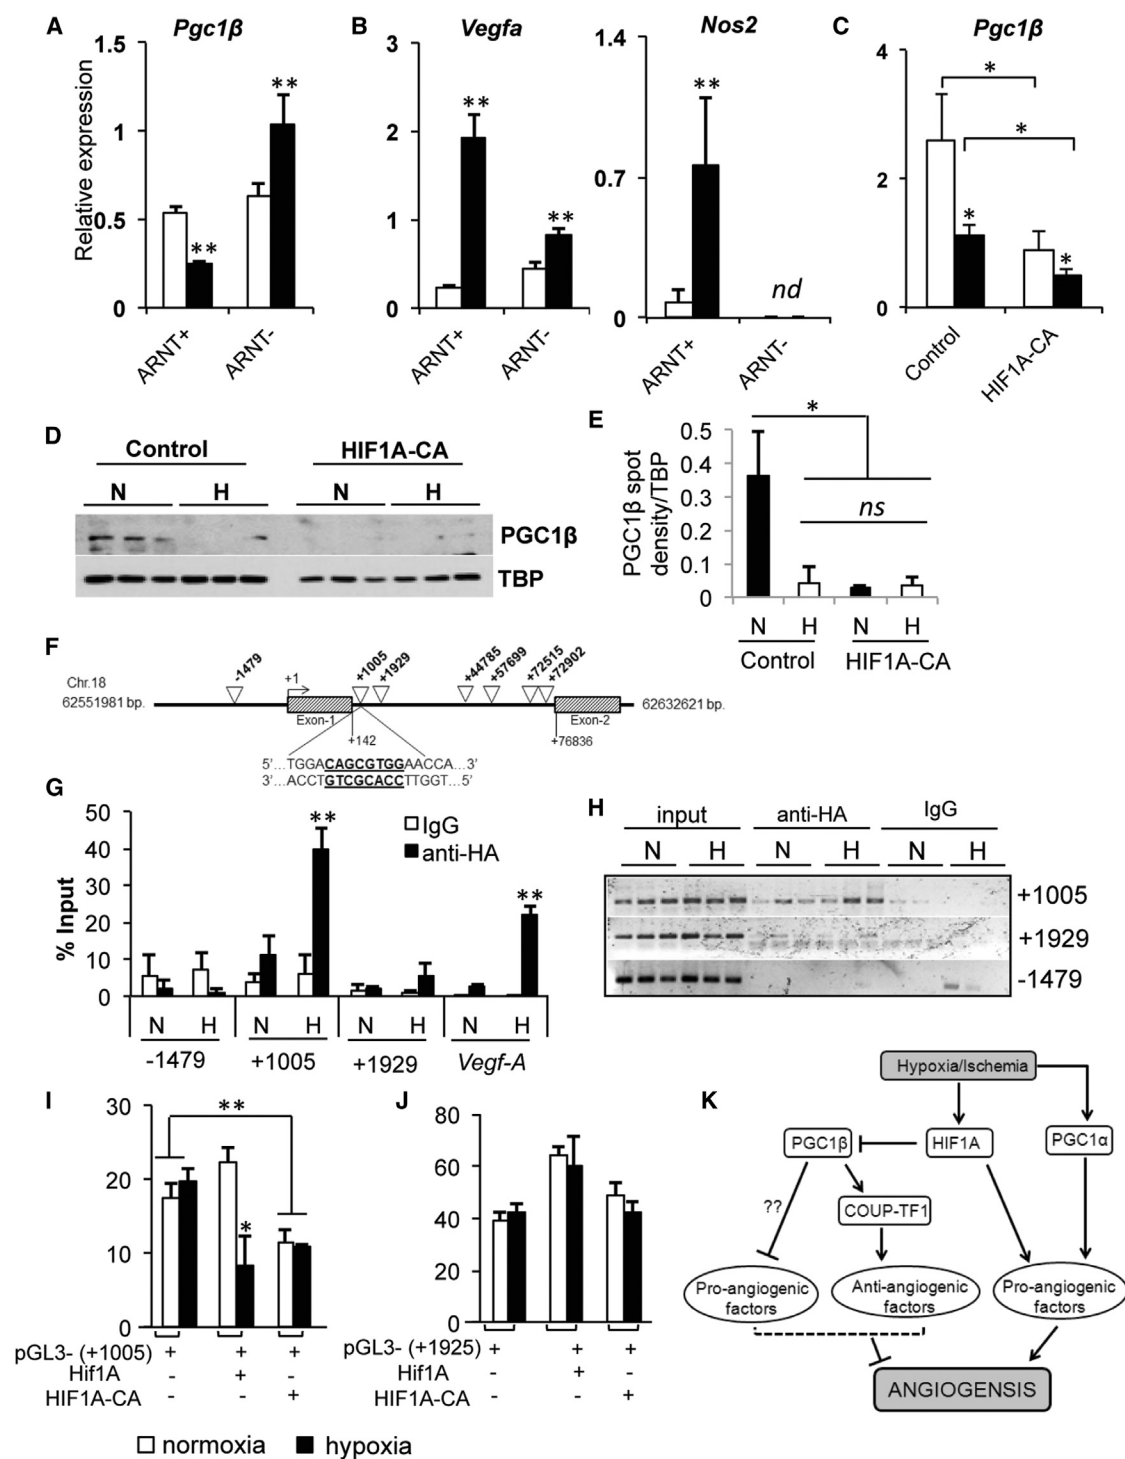 A
Pgc1β
Relative expression
1.5
1
0.5
0
**
**
ARNT+
ARNT-
B
Vegfa
3
2
1
0
**
**
ARNT+
ARNT-
Nos2
1.4
0.7
0
**
nd
ARNT+
ARNT-
C
Pgc1β
4
2
0
*
*
*
*
Control
HIF1A-CA
D
Control
HIF1A-CA
N
H
N
H
PGC1β
TBP
E
PGC1β spot
density/TBP
0.5
0.4
0.3
0.2
0.1
0
*
ns
N
H
N
H
Control
HIF1A-CA
F
Chr.18
62551981 bp.
-1479
+1
+1005
+1929
+44785
+57699
+72515
+72902
62632621 bp.
Exon-1
Exon-2
+142
+76836
5'...TGGACAGCGTGGAACCA...3'
3'...ACCTGTCGCACCTTGGT...5'
G
% Input
50
40
30
20
10
0
IgG
anti-HA
**
**
N
H
N
H
N
H
N
H
-1479
+1005
+1929
Vegf-A
H
input
anti-HA
IgG
N
H
N
H
N
H
+1005
+1929
-1479
I
30
20
10
0
**
*
pGL3- (+1005) + + +
Hif1A - + -
HIF1A-CA - - +
J
80
60
40
20
0
pGL3- (+1925) + + +
Hif1A - + -
HIF1A-CA - - +
normoxia
hypoxia
K
Hypoxia/Ischemia
PGC1β
HIF1A
PGC1α
??
COUP-TF1
Pro-angiogenic
factors
Anti-angiogenic
factors
Pro-angiogenic
factors
ANGIOGENSIS